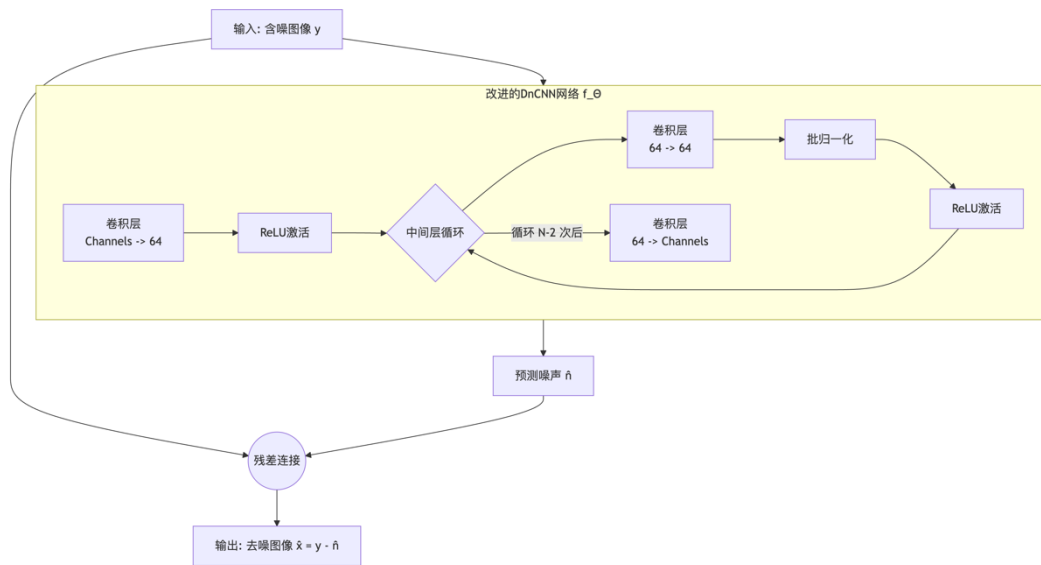 输入: 含噪图像 y
改进的DnCNN网络 f_Θ
卷积层
64 -> 64
批归一化
ReLU激活
卷积层
Channels -> 64
ReLU激活
中间层循环
循环 N-2 次后
卷积层
64 -> Channels
预测噪声 n̂
残差连接
输出: 去噪图像 x̂ = y - n̂